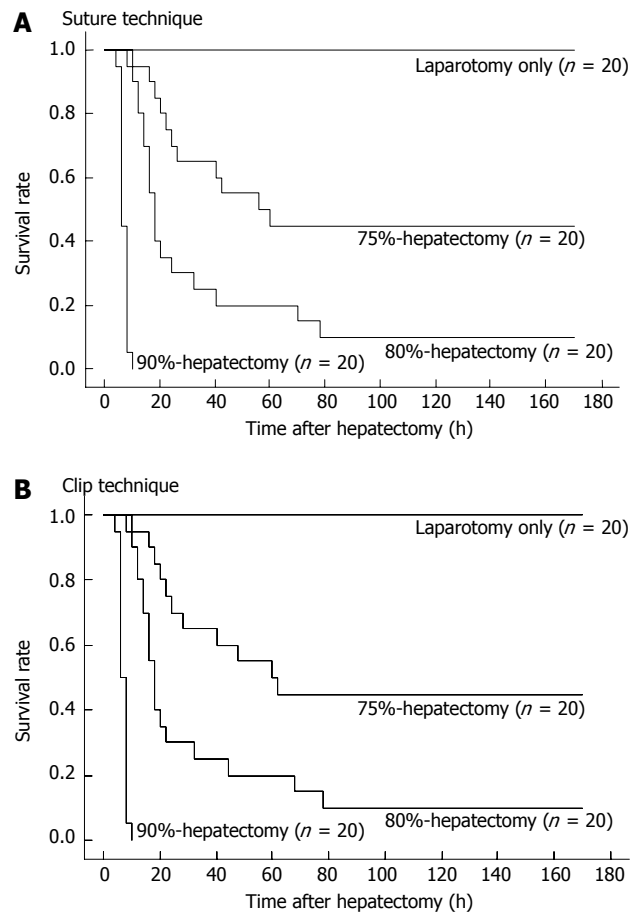 A
Suture technique
1.0
0.8
0.6
0.4
0.2
0.0
Survival rate
Laparotomy only (n = 20)
75%-hepatectomy (n = 20)
80%-hepatectomy (n = 20)
90%-hepatectomy (n = 20)
0 20 40 60 80 100 120 140 160 180
Time after hepatectomy (h)
B
Clip technique
1.0
0.8
0.6
0.4
0.2
0.0
Survival rate
Laparotomy only (n = 20)
75%-hepatectomy (n = 20)
80%-hepatectomy (n = 20)
90%-hepatectomy (n = 20)
0 20 40 60 80 100 120 140 160 180
Time after hepatectomy (h)